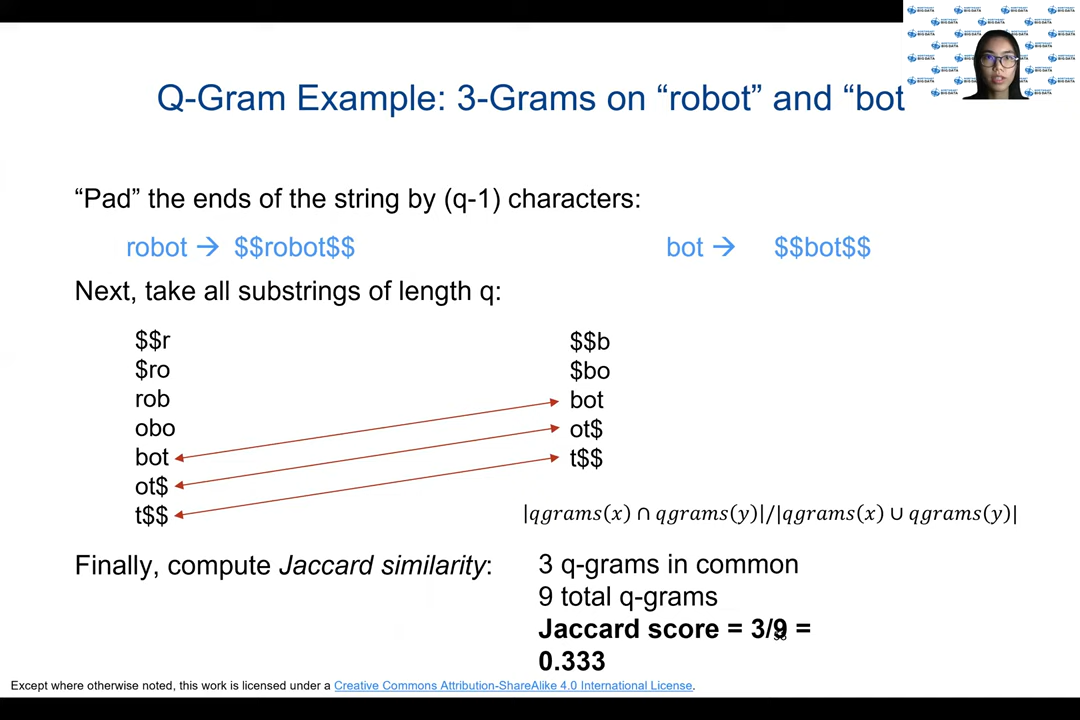 Q-Gram Example: 3-Grams on “robot” and “bot
“Pad” the ends of the string by (q-1) characters:
robot → $$robot$$
bot → $$bot$$
Next, take all substrings of length q:
$$r
$ro
rob
obo
bot
ot$
t$$
$$b
$bo
bot
ot$
t$$
|qgrams(x) ∩ qgrams(y)|/|qgrams(x) ∪ qgrams(y)|
Finally, compute Jaccard similarity:
3 q-grams in common
9 total q-grams
Jaccard score = 3/9 =
0.333
Except where otherwise noted, this work is licensed under a Creative Commons Attribution-ShareAlike 4.0 International License.